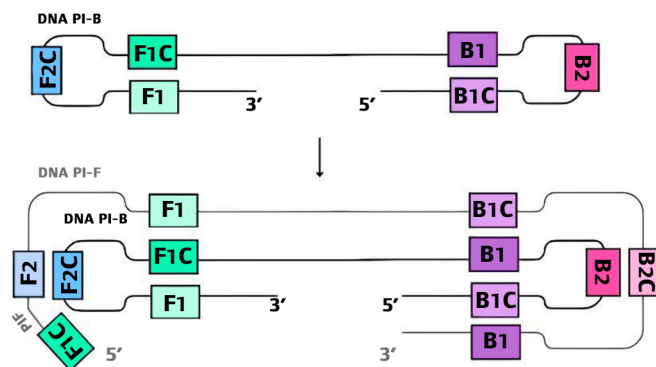 DNA PI-B
F2C
F1C
B1
B2
F1
3′
5′
B1C
DNA PI-F
F1
B1C
DNA PI-B
F2
F2C
F1C
B1
B2
B2C
F1
3′
5′
B1C
PIF
F1C
5′
3′
B1